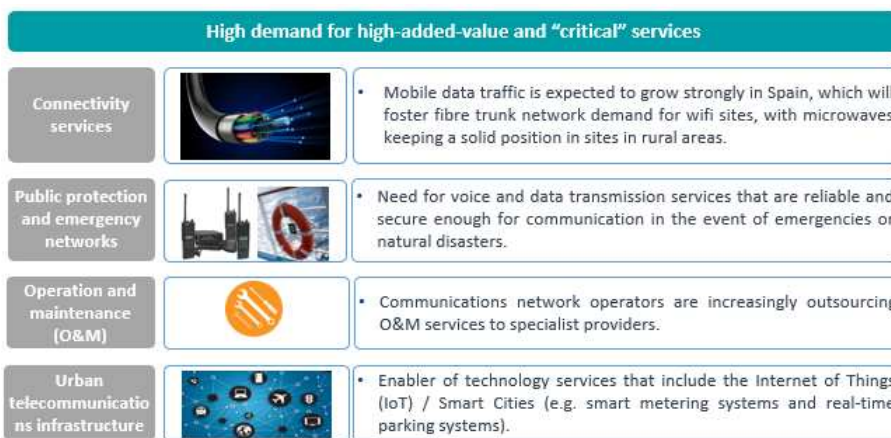 High demand for high-added-value and “critical” services
Connectivity
services
• Mobile data traffic is expected to grow strongly in Spain, which will
foster fibre trunk network demand for wifi sites, with microwaves
keeping a solid position in sites in rural areas.
Public protection
and emergency
networks
• Need for voice and data transmission services that are reliable and
secure enough for communication in the event of emergencies or
natural disasters.
Operation and
maintenance
(O&M)
• Communications network operators are increasingly outsourcing
O&M services to specialist providers.
Urban
telecommunicatio
ns infrastructure
• Enabler of technology services that include the Internet of Things
(IoT) / Smart Cities (e.g. smart metering systems and real-time
parking systems).